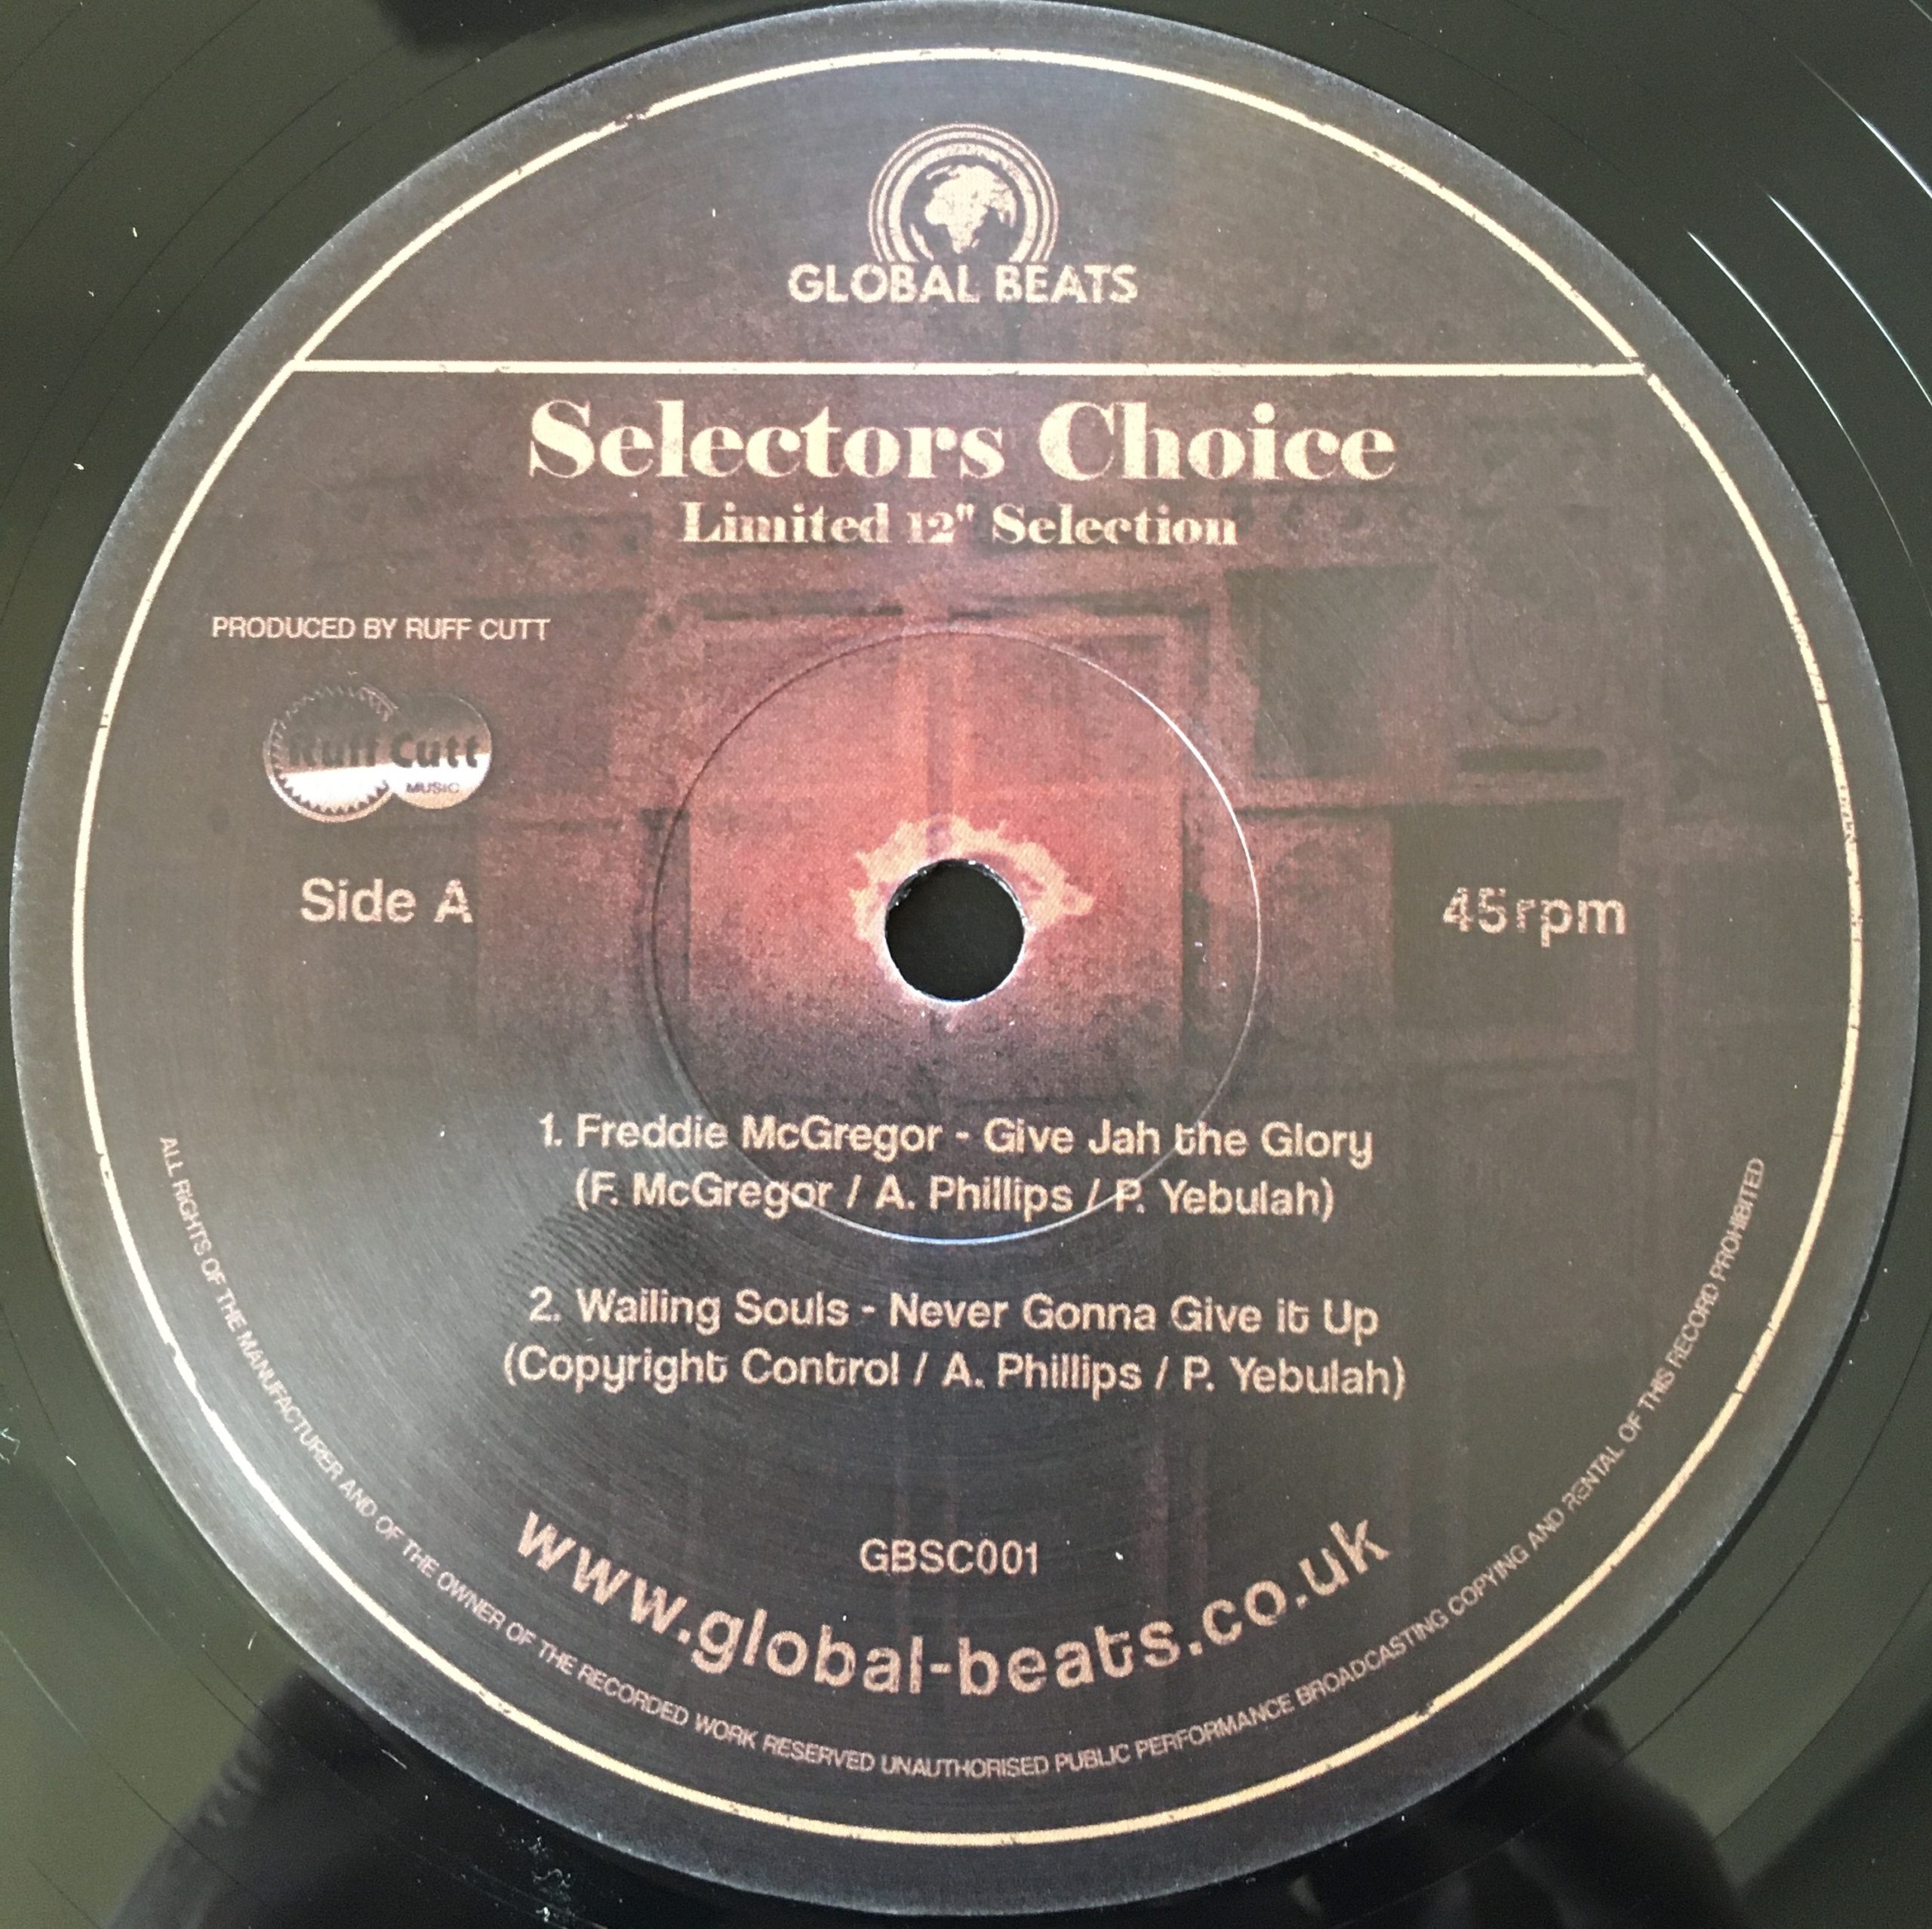 GLOBAL BEATS
Selectors Choice
Limited 12" Selection
PRODUCED BY RUFF CUTT
Ruff Cutt
MUSIC
Side A
45rpm
1. Freddie McGregor - Give Jah the Glory
(F. McGregor / A. Phillips / P. Yebulah)
2. Wailing Souls - Never Gonna Give it Up
(Copyright Control / A. Phillips / P. Yebulah)
GBSC001
www.global-beats.co.uk
ALL RIGHTS OF THE MANUFACTURER AND OF THE OWNER OF THE RECORDED WORK RESERVED UNAUTHORISED PUBLIC PERFORMANCE BROADCASTING COPYING AND RENTAL OF THIS RECORD PROHIBITED